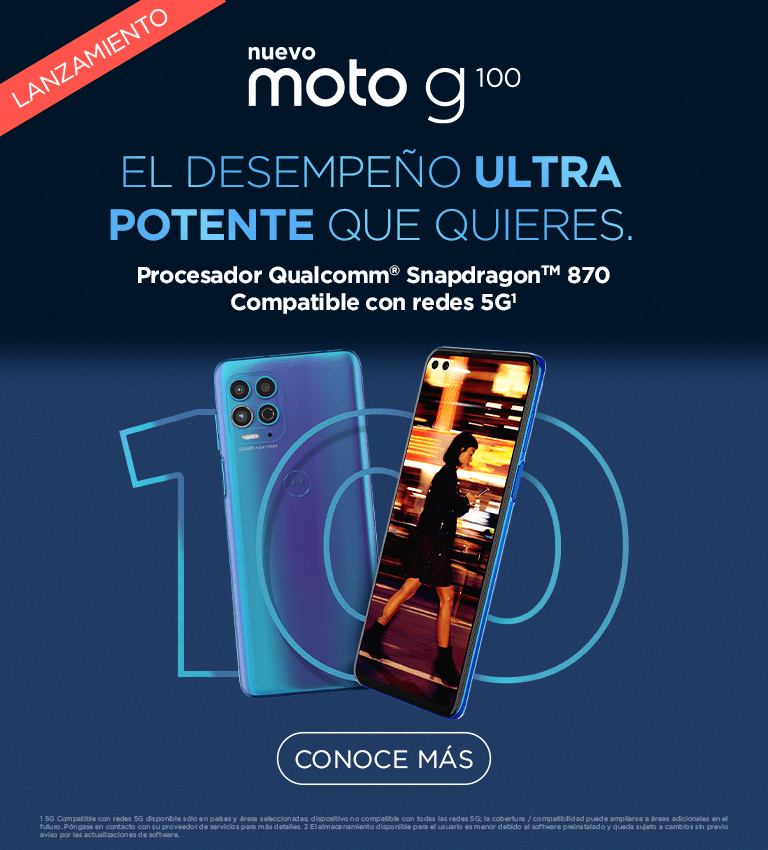 LANZAMIENTO
nuevo
moto g 100
EL DESEMPEÑO ULTRA
POTENTE QUE QUIERES.
Procesador Qualcomm® Snapdragon™ 870
Compatible con redes 5G¹
100
CONOCE MÁS
1 5G Compatible con redes 5G disponible sólo en países y áreas seleccionadas; dispositivo no compatible con todas las redes 5G; la cobertura / compatibilidad puede ampliarse a áreas adicionales en el
futuro. Póngase en contacto con su proveedor de servicios para más detalles. 2 El almacenamiento disponible para el usuario es menor debido al software preinstalado y queda sujeto a cambios sin previo
aviso por las actualizaciones de software.